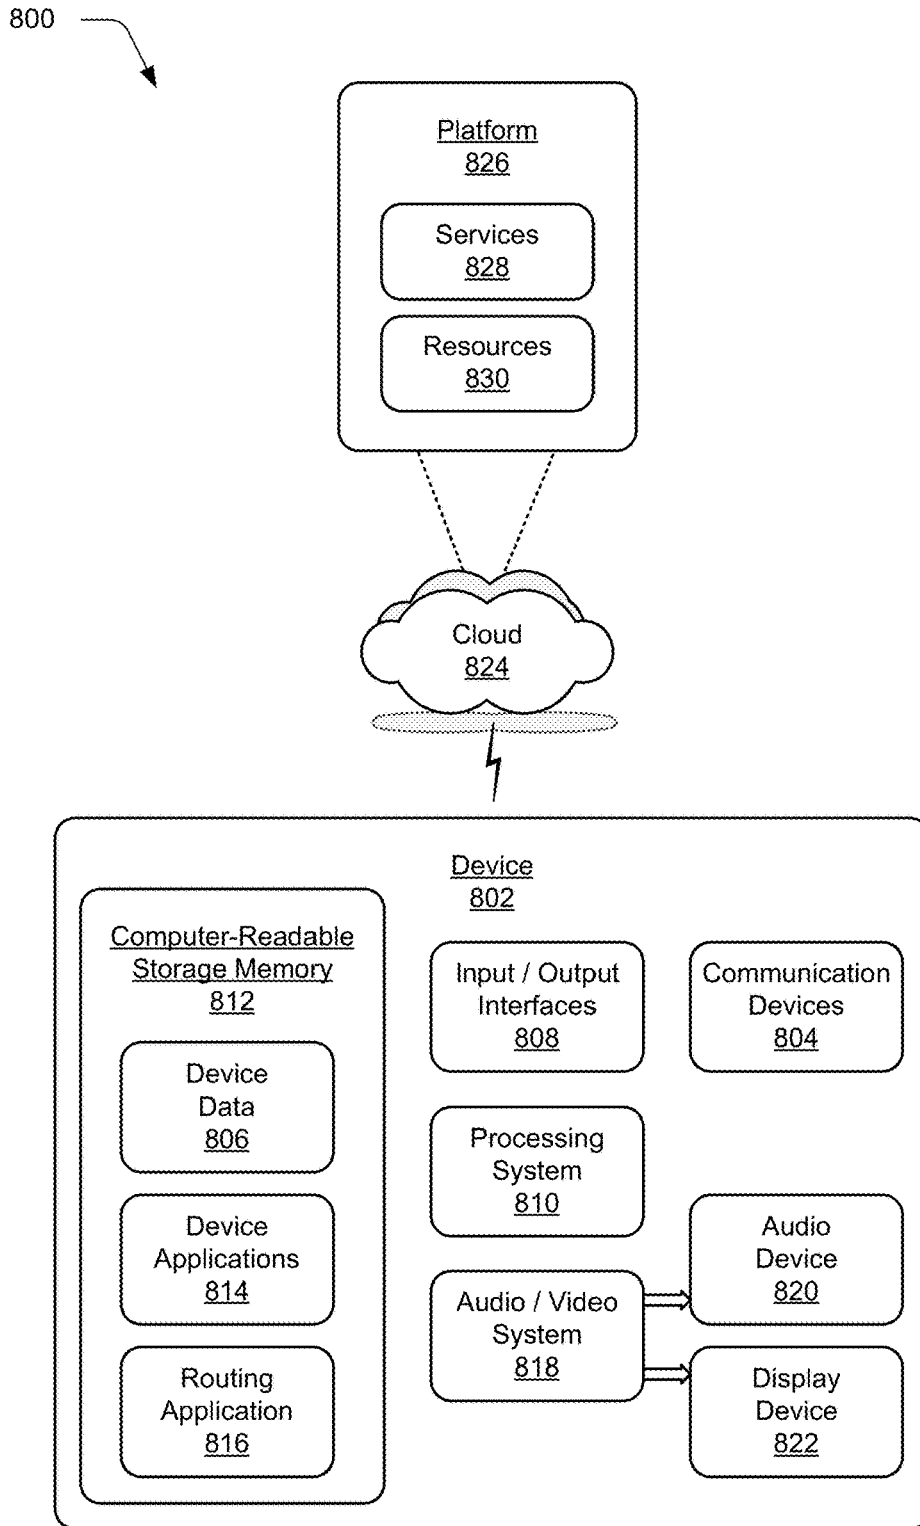 800
Platform
826
Services
828
Resources
830
Cloud
824
Device
802
Computer-Readable
Storage Memory
812
Device
Data
806
Device
Applications
814
Routing
Application
816
Input / Output
Interfaces
808
Processing
System
810
Audio / Video
System
818
Communication
Devices
804
Audio
Device
820
Display
Device
822